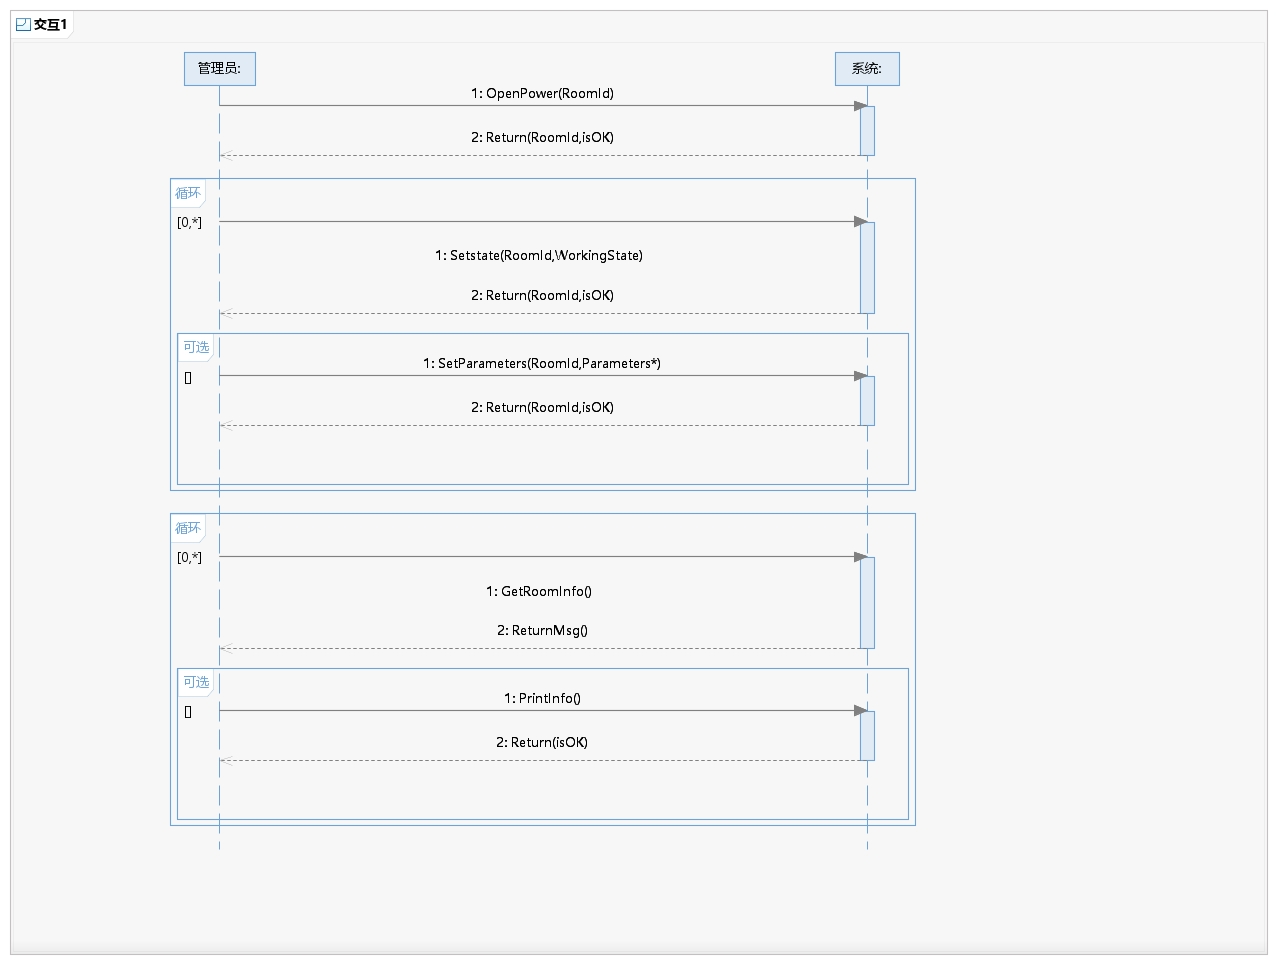 交互1
管理员:
系统:
1: OpenPower(RoomId)
2: Return(RoomId,isOK)
循环
[0,*]
1: Setstate(RoomId,WorkingState)
2: Return(RoomId,isOK)
可选
1: SetParameters(RoomId,Parameters*)
[]
2: Return(RoomId,isOK)
循环
[0,*]
1: GetRoomInfo()
2: ReturnMsg()
可选
1: PrintInfo()
[]
2: Return(isOK)